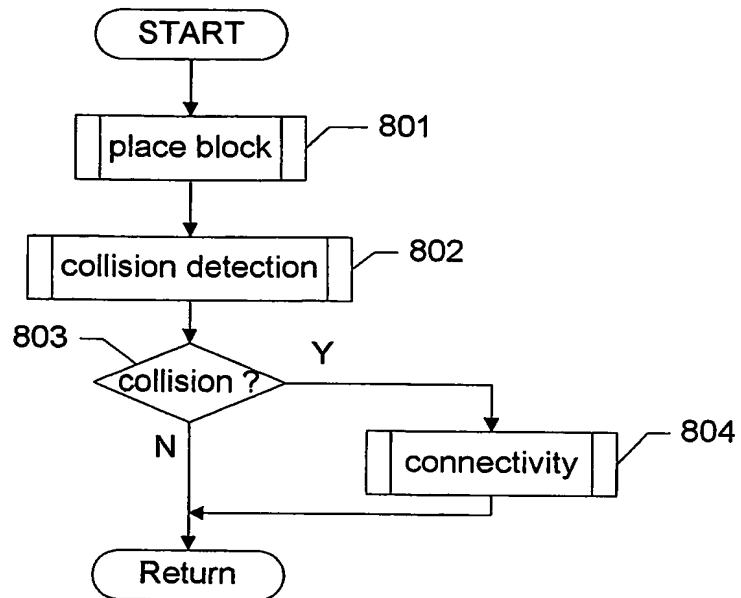 START
place block
801
collision detection
802
803
collision ?
Y
N
connectivity
804
Return